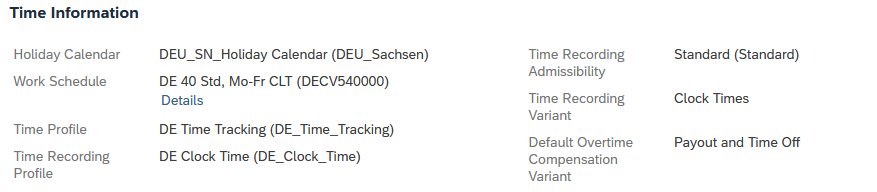 Time Information
Holiday Calendar DEU_SN_Holiday Calendar (DEU_Sachsen)
Work Schedule DE 40 Std, Mo-Fr CLT (DECV540000)
Details
Time Profile DE Time Tracking (DE_Time_Tracking)
Time Recording DE Clock Time (DE_Clock_Time)
Profile
Time Recording Standard (Standard)
Admissibility
Time Recording Clock Times
Variant
Default Overtime Payout and Time Off
Compensation
Variant